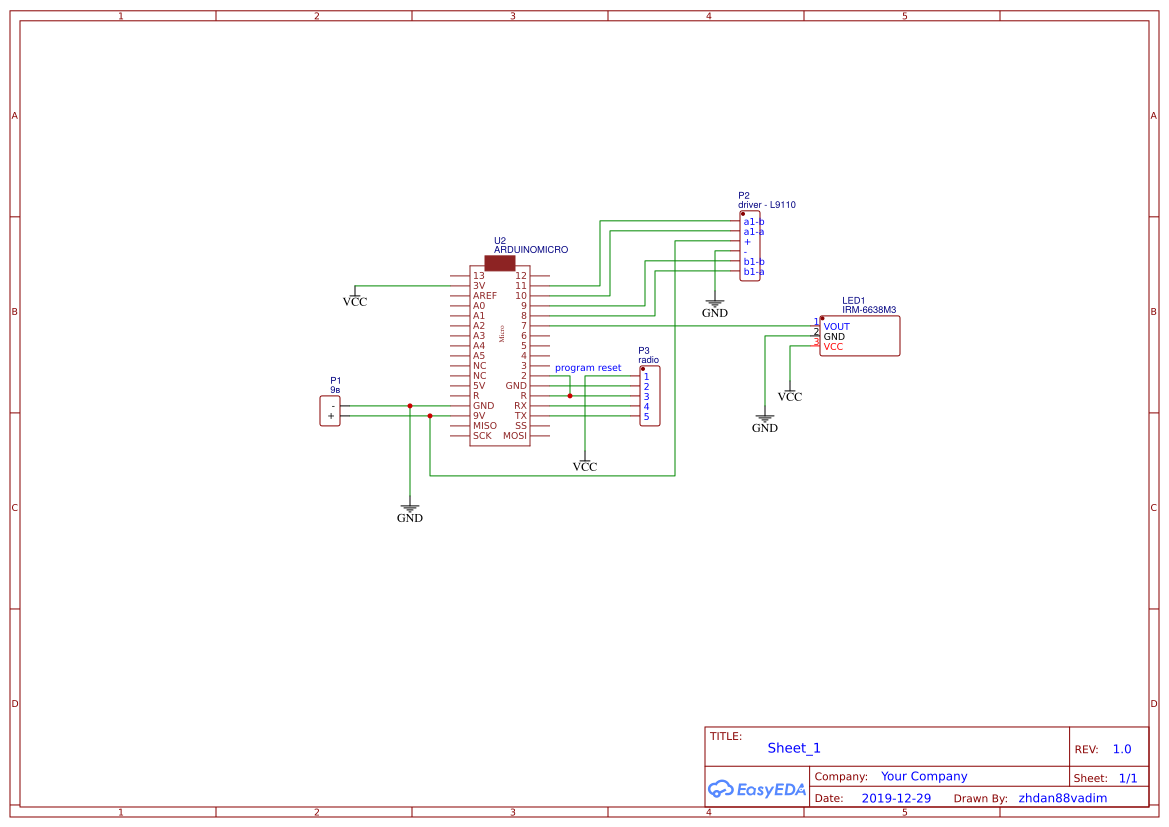 1 2 3 4 5
A A
B B
C C
D D
P2
driver - L9110
a1-b
a1-a
+
-
b1-b
b1-a
GND
U2
ARDUINOMICRO
13 12
3V 11
AREF 10
A0 9
A1 8
A2 7
A3 6
A4 5
A5 4
NC 3
NC 2
5V GND
R R
GND RX
9V TX
MISO SS
SCK MOSI
Micro
VCC
LED1
IRM-6638M3
1 VOUT
2 GND
3 VCC
VCC
GND
P3
radio
1
2
3
4
5
program reset
VCC
P1
9в
-
+
GND
TITLE:
Sheet_1
REV: 1.0
EasyEDA
Company: Your Company
Sheet: 1/1
Date: 2019-12-29 Drawn By: zhdan88vadim
1 2 3 4 5